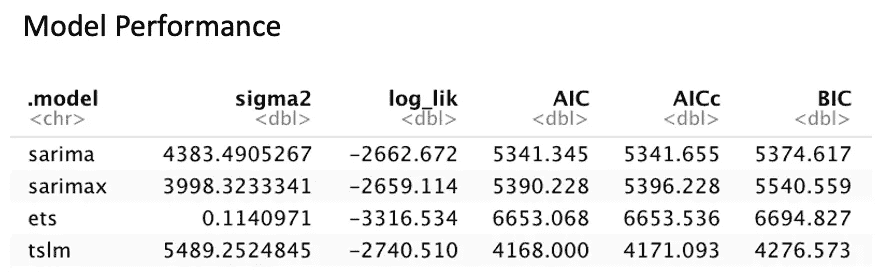 Model Performance
.model sigma2 log_lik AIC AICc BIC
<chr> <dbl> <dbl> <dbl> <dbl> <dbl>
sarima 4383.4905267 -2662.672 5341.345 5341.655 5374.617
sarimax 3998.3233341 -2659.114 5390.228 5396.228 5540.559
ets 0.1140971 -3316.534 6653.068 6653.536 6694.827
tslm 5489.2524845 -2740.510 4168.000 4171.093 4276.573